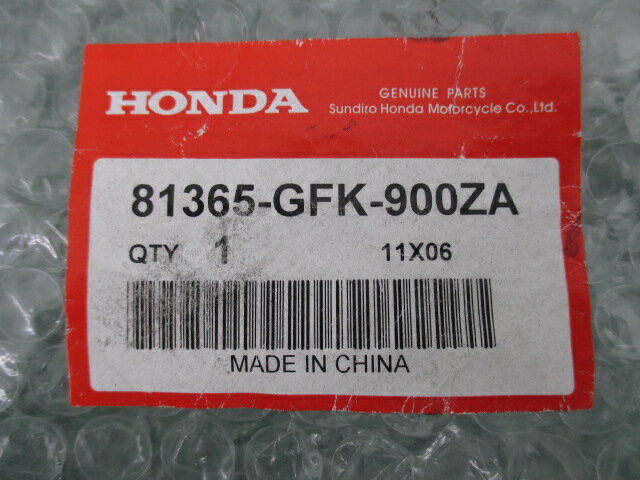 HONDA
GENUINE PARTS
Sundiro Honda Motorcycle Co.,Ltd.
81365-GFK-900ZA
QTY 1 11X06
MADE IN CHINA